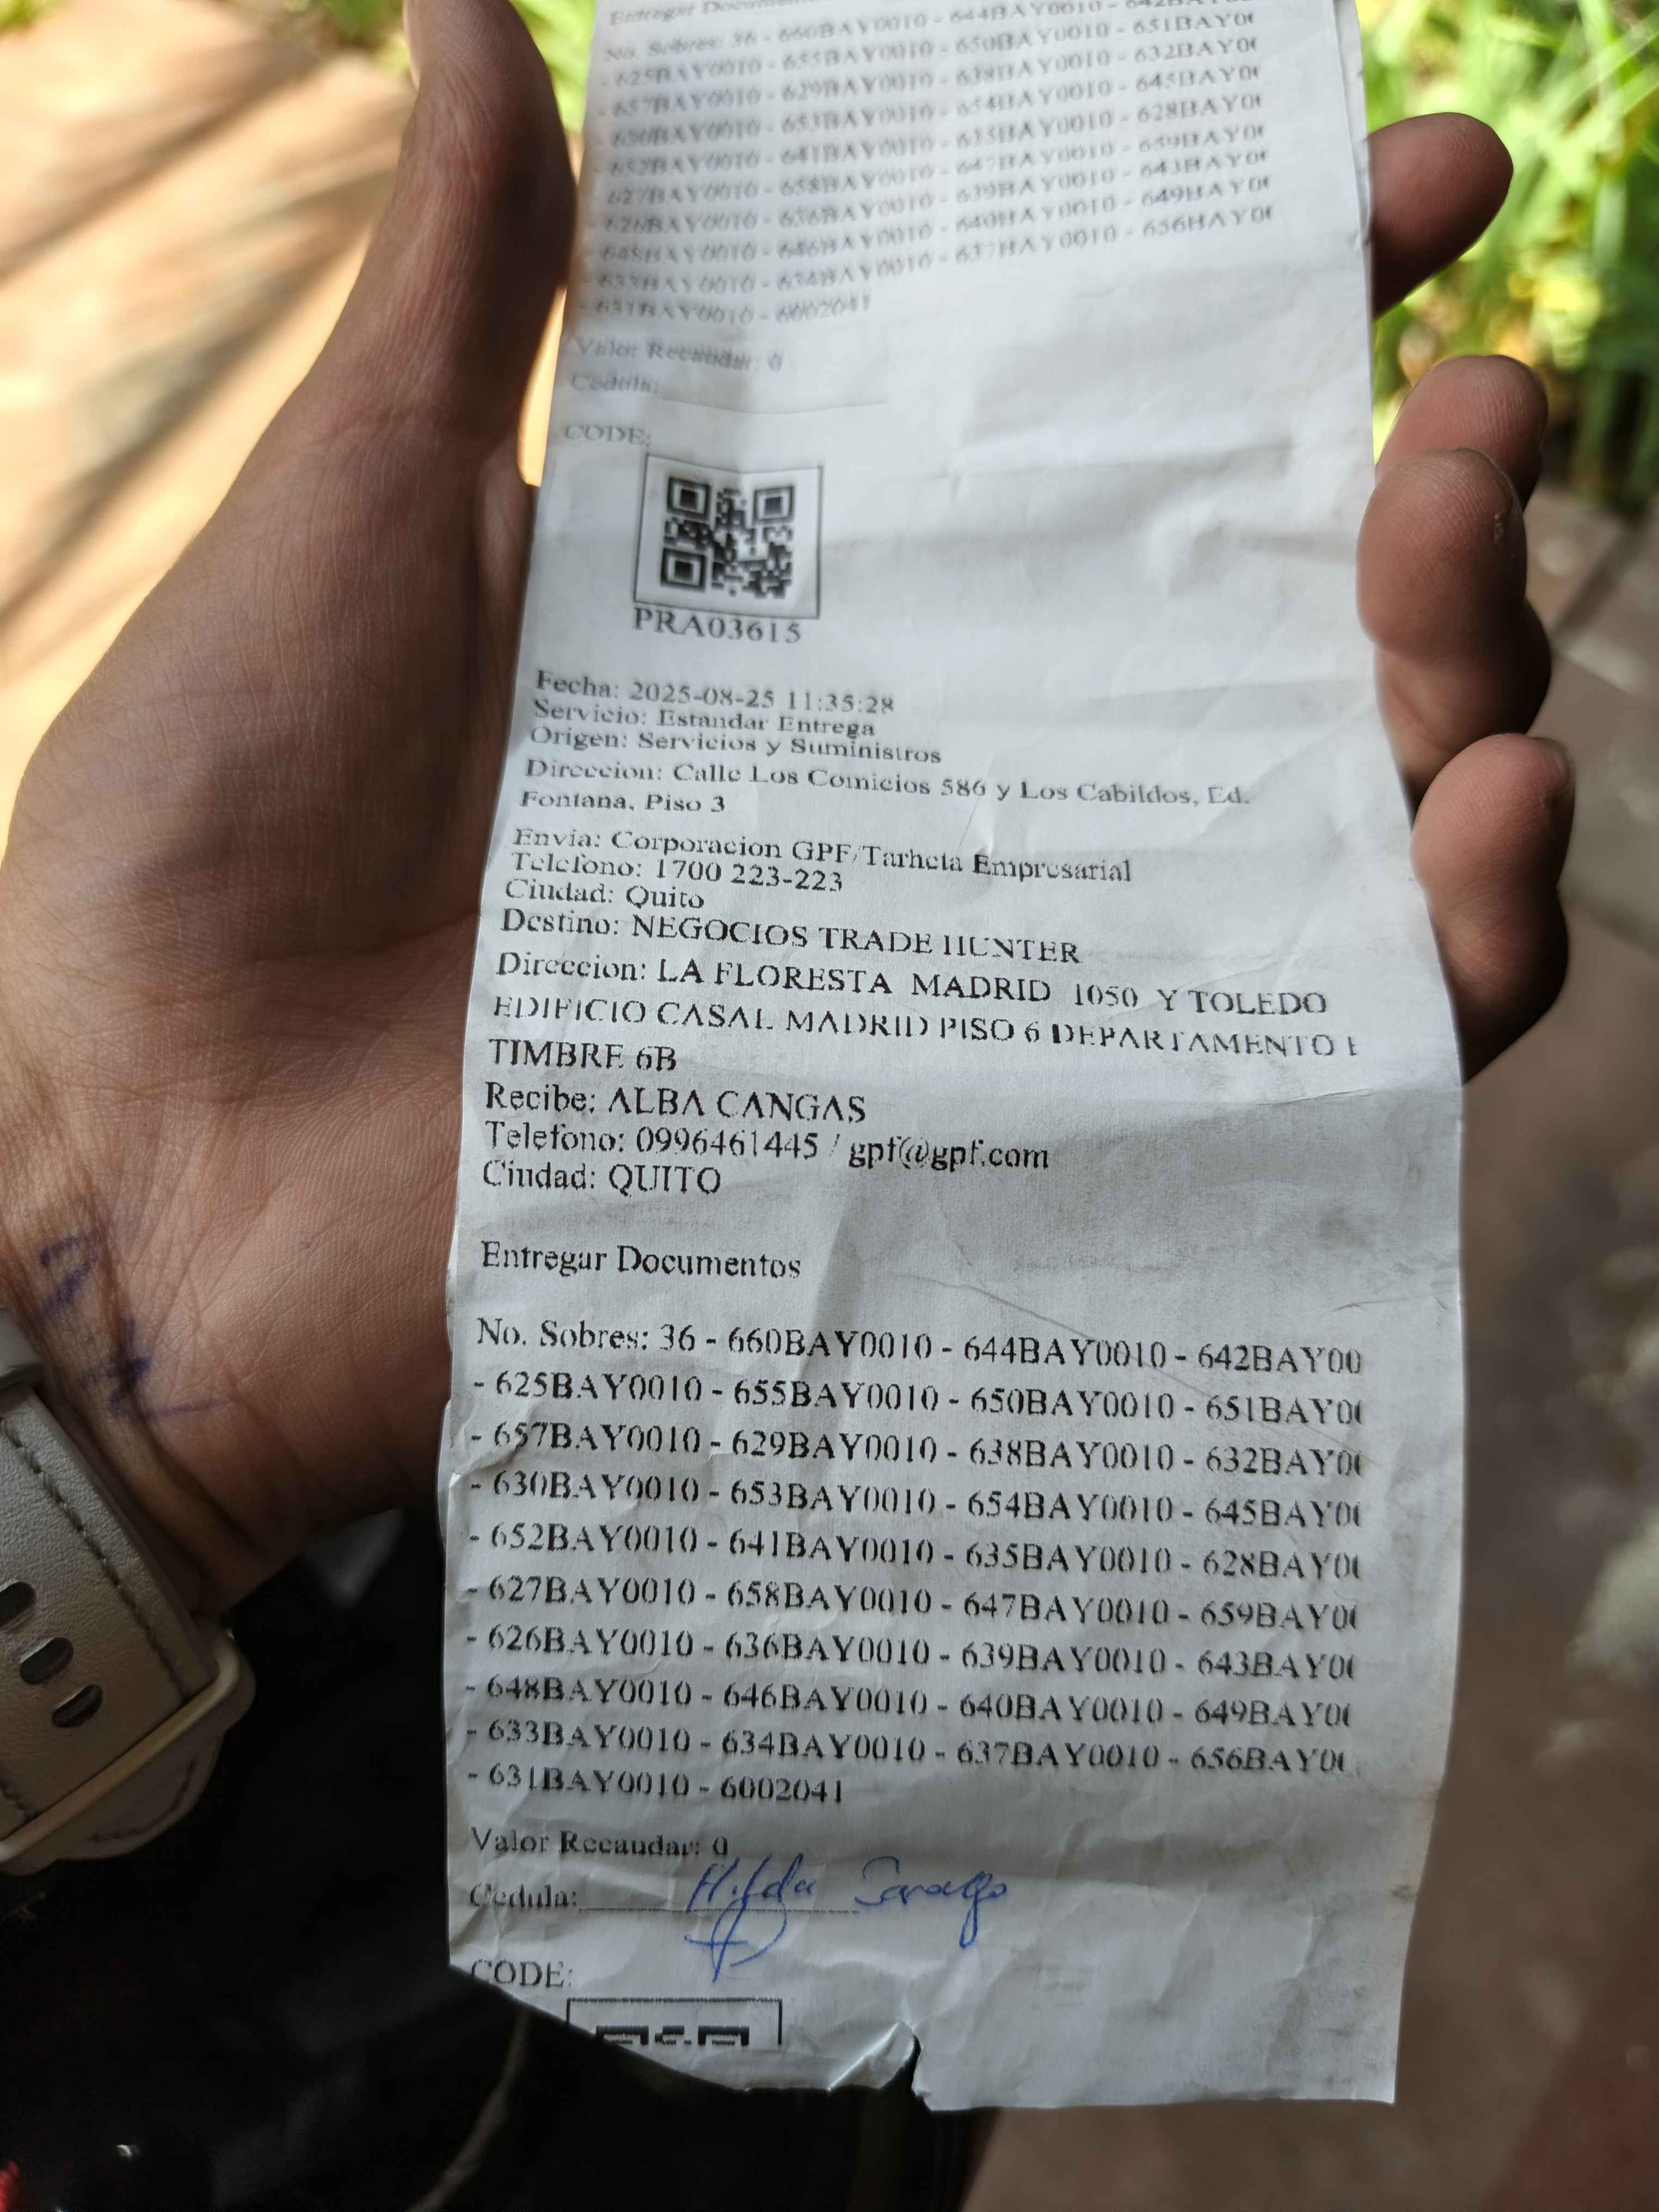 Entregar
No. Sobres: 36 - 660BAY0010 - 644BAY0010 -
- 625BAY0010 - 655BAY0010 - 650BAY0010 - 651BAY0
- 657BAY0010 - 629BAY0010 - 638BAY0010 - 632BAY0
- 630BAY0010 - 653BAY0010 - 654BAY0010 - 645BAY0
- 652BAY0010 - 641BAY0010 - 635BAY0010 - 628BAY0
- 627BAY0010 - 658BAY0010 - 647BAY0010 - 659BAY0
- 626BAY0010 - 636BAY0010 - 639BAY0010 - 643BAY0
- 648BAY0010 - 646BAY0010 - 640BAY0010 - 649BAY0
- 633BAY0010 - 634BAY0010 - 637BAY0010 - 656BAY0
- 631BAY0010 - 6002041
Valor Recaudar: 0
Cedula:
CODE:
PRA03615
Fecha: 2025-08-25 11:35:28
Servicio: Estandar Entrega
Origen: Servicios y Suministros
Direccion: Calle Los Comicios 586 y Los Cabildos, Ed.
Fontana, Piso 3
Envia: Corporacion GPF/Tarheta Empresarial
Telefono: 1700 223-223
Ciudad: Quito
Destino: NEGOCIOS TRADE HUNTER
Direccion: LA FLORESTA MADRID 1050 Y TOLEDO
EDIFICIO CASAL MADRID PISO 6 DEPARTAMENTO
TIMBRE 6B
Recibe: ALBA CANGAS
Telefono: 0996461445 / gpf@gpf.com
Ciudad: QUITO
Entregar Documentos
No. Sobres: 36 - 660BAY0010 - 644BAY0010 - 642BAY00
- 625BAY0010 - 655BAY0010 - 650BAY0010 - 651BAY0
- 657BAY0010 - 629BAY0010 - 638BAY0010 - 632BAY0
- 630BAY0010 - 653BAY0010 - 654BAY0010 - 645BAY0
- 652BAY0010 - 641BAY0010 - 635BAY0010 - 628BAY0
- 627BAY0010 - 658BAY0010 - 647BAY0010 - 659BAY0
- 626BAY0010 - 636BAY0010 - 639BAY0010 - 643BAY0
- 648BAY0010 - 646BAY0010 - 640BAY0010 - 649BAY0
- 633BAY0010 - 634BAY0010 - 637BAY0010 - 656BAY0
- 631BAY0010 - 6002041
Valor Recaudar: 0
Cedula: Hilda
CODE: